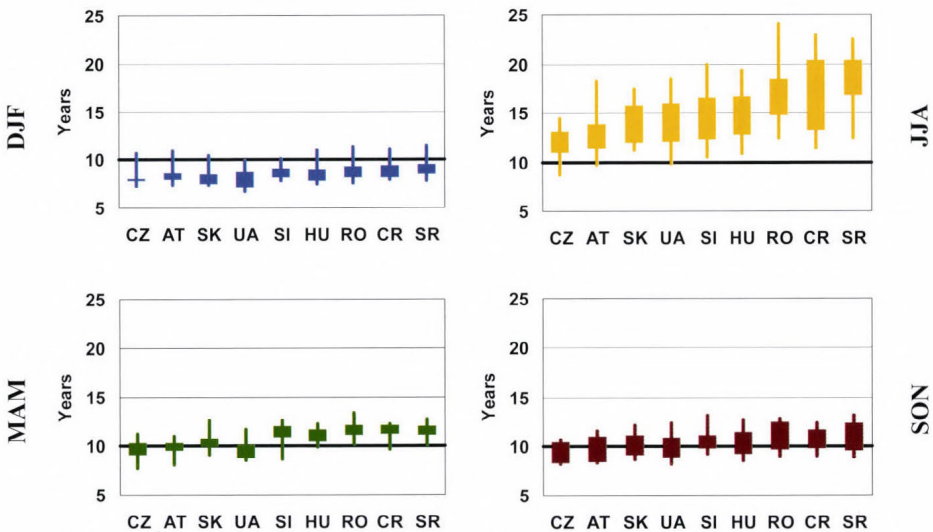 DJF
Years
25
20
15
10
5
CZ AT SK UA SI HU RO CR SR
JJA
Years
25
20
15
10
5
CZ AT SK UA SI HU RO CR SR
MAM
Years
25
20
15
10
5
CZ AT SK UA SI HU RO CR SR
SON
Years
25
20
15
10
5
CZ AT SK UA SI HU RO CR SR